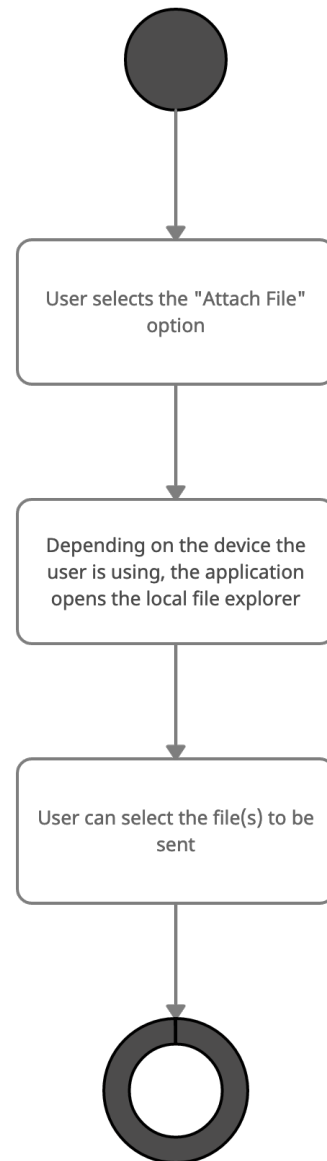 User selects the "Attach File"
option
Depending on the device the
user is using, the application
opens the local file explorer
User can select the file(s) to be
sent